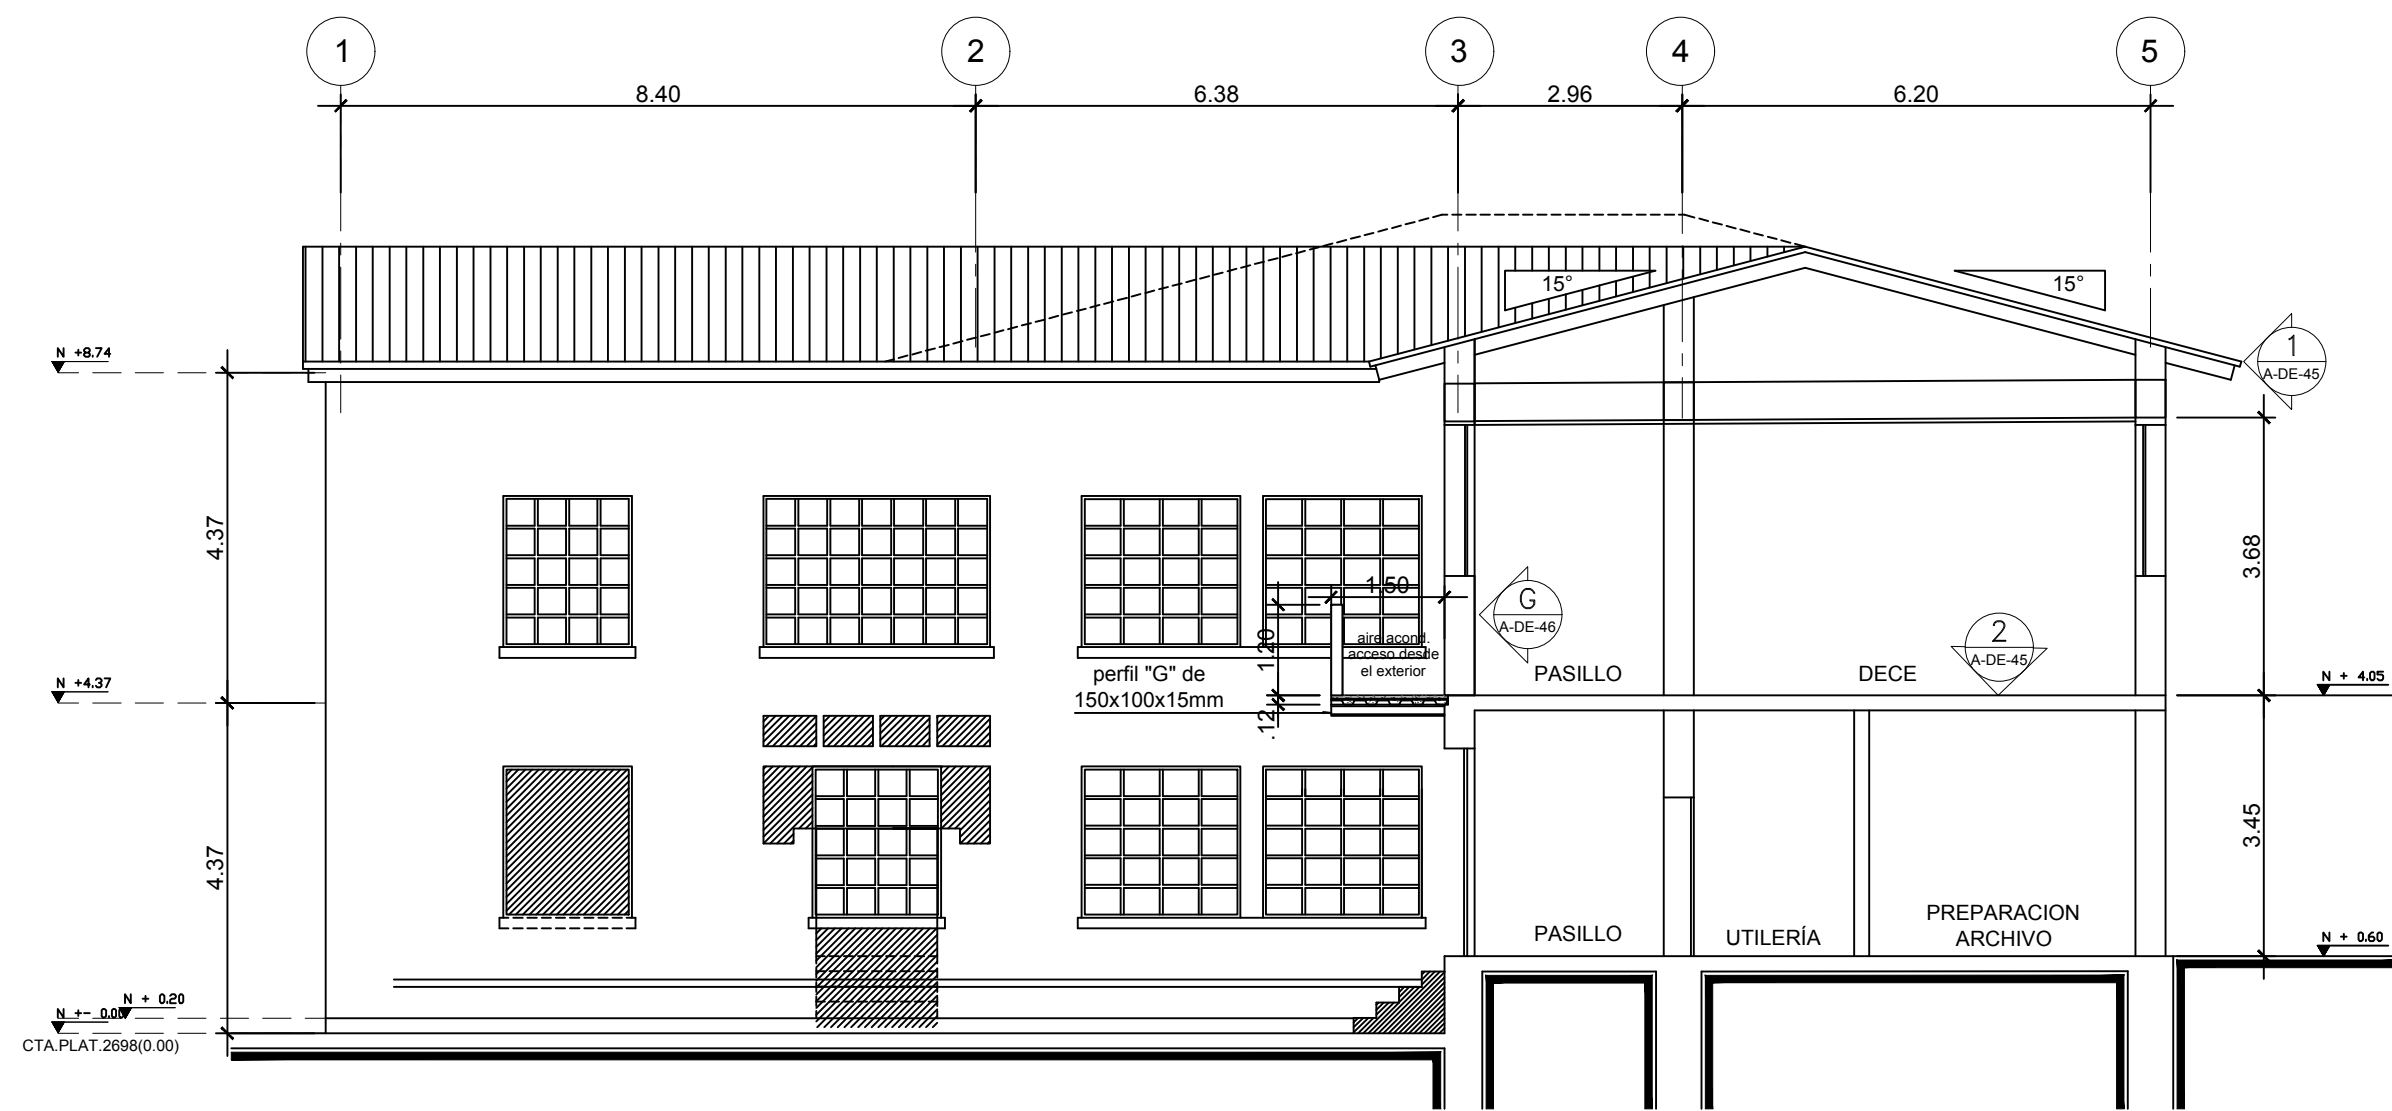 1
2
3
4
5
8.40
6.38
2.96
6.20
15°
15°
N +8.74
1
A-DE-45
4.37
3.68
1.50
G
A-DE-46
1.20
aire acond.
acceso desde
el exterior
2
A-DE-45
perfil "G" de
150x100x15mm
PASILLO
DECE
N +4.37
N + 4.05
.12
4.37
3.45
PASILLO
UTILERÍA
PREPARACION
ARCHIVO
N + 0.60
N + 0.20
N +- 0.00
CTA.PLAT.2698(0.00)